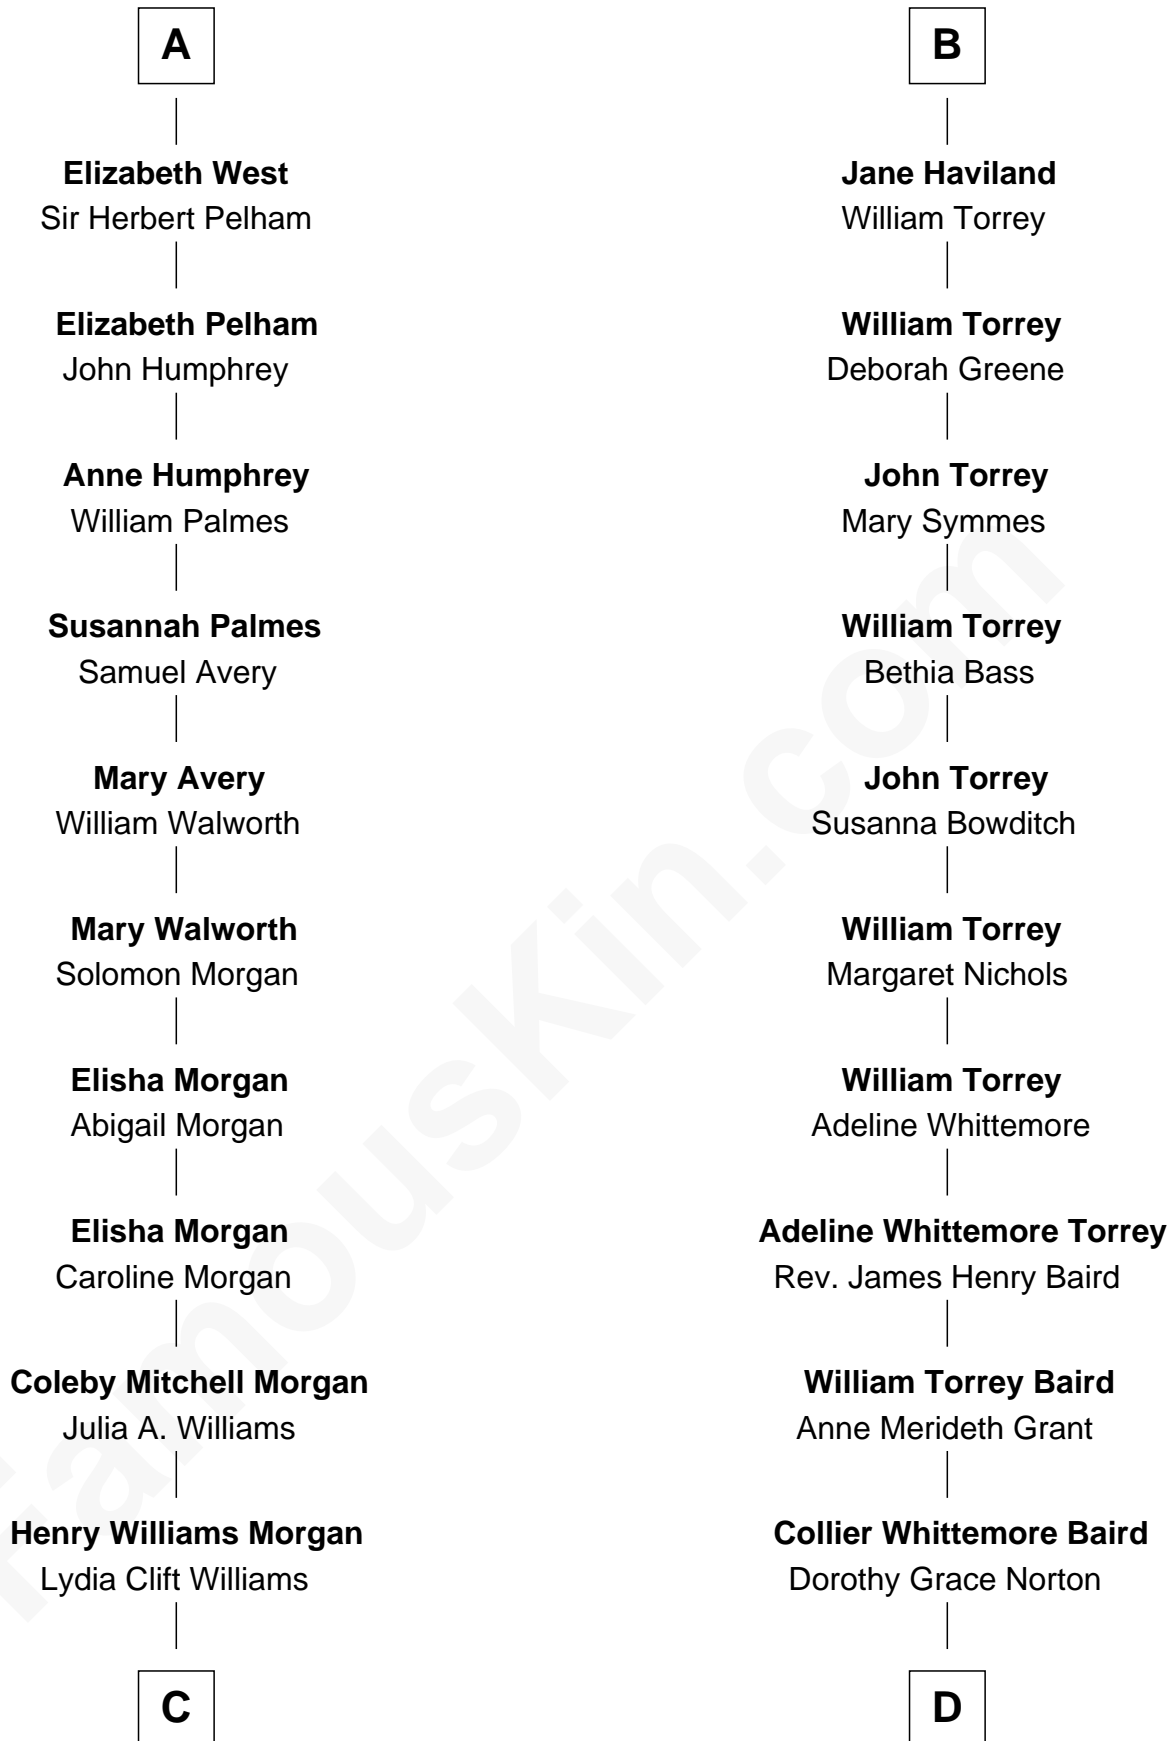 A
Elizabeth West
Sir Herbert Pelham
Elizabeth Pelham
John Humphrey
Anne Humphrey
William Palmes
Susannah Palmes
Samuel Avery
Mary Avery
William Walworth
Mary Walworth
Solomon Morgan
Elisha Morgan
Abigail Morgan
Elisha Morgan
Caroline Morgan
Coleby Mitchell Morgan
Julia A. Williams
Henry Williams Morgan
Lydia Clift Williams
C
B
Jane Haviland
William Torrey
William Torrey
Deborah Greene
John Torrey
Mary Symmes
William Torrey
Bethia Bass
John Torrey
Susanna Bowditch
William Torrey
Margaret Nichols
William Torrey
Adeline Whittemore
Adeline Whittemore Torrey
Rev. James Henry Baird
William Torrey Baird
Anne Merideth Grant
Collier Whittemore Baird
Dorothy Grace Norton
D
famouskin.com